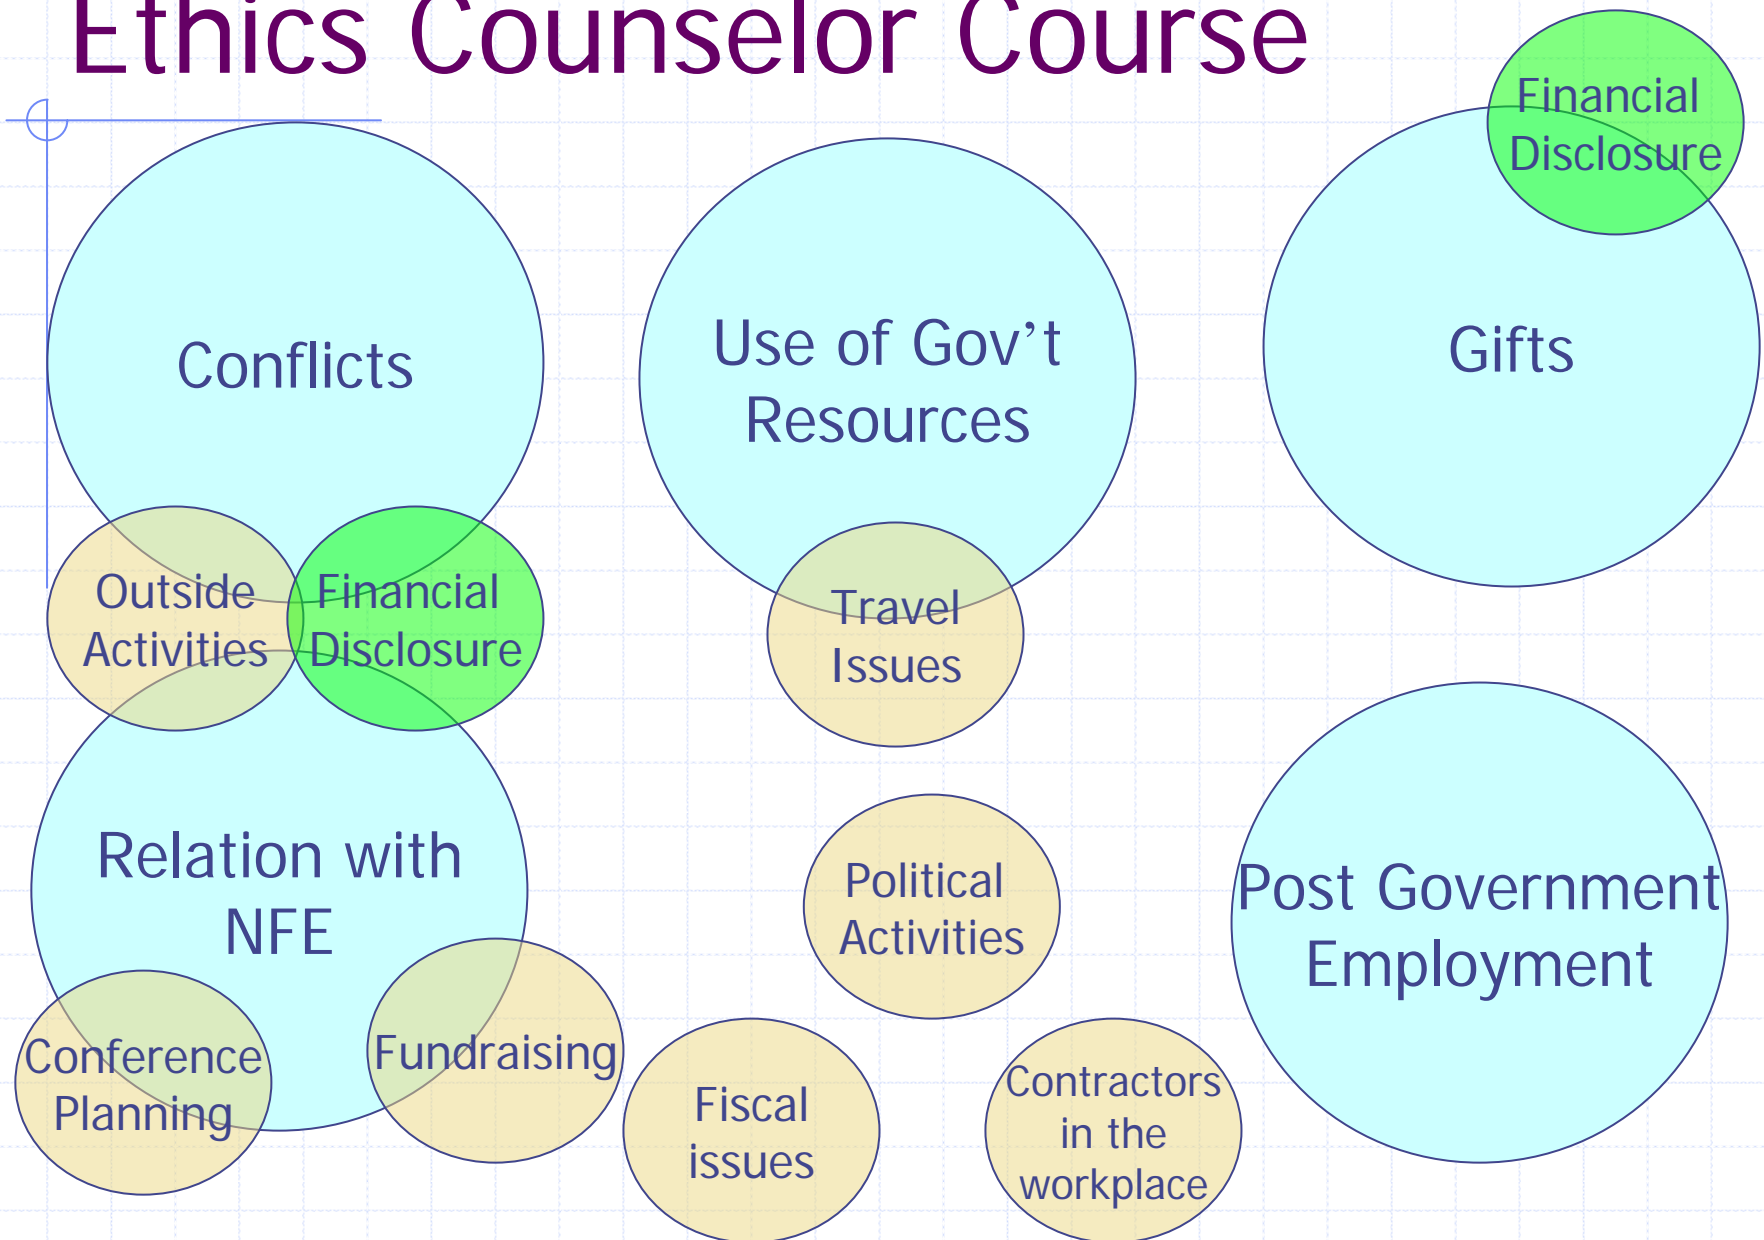 Ethics Counselor Course
Financial
Disclosure
Conflicts
Use of Gov’t
Resources
Gifts
Outside
Activities
Financial
Disclosure
Travel
Issues
Relation with
NFE
Political
Activities
Post Government
Employment
Conference
Planning
Fundraising
Fiscal
issues
Contractors
in the
workplace